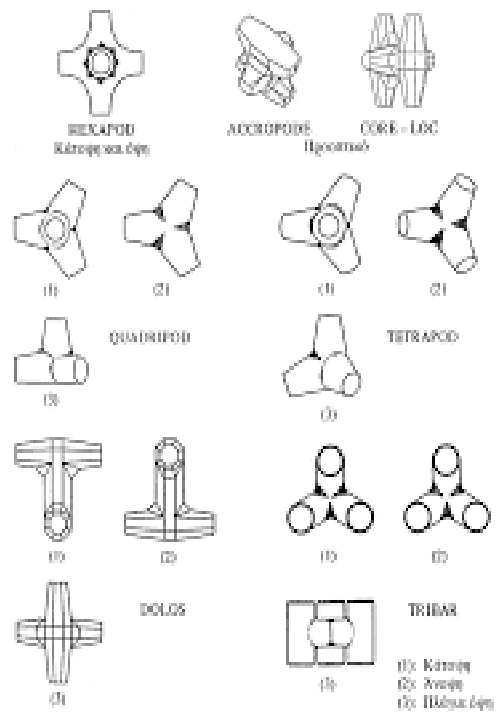 HEXAPOD
Κάτοψη και όψη
ACCROPODE
CORE - LOC
Προοπτικό
(1)
(2)
(1)
(2)
QUADRIPOD
(3)
TETRAPOD
(3)
(1)
(2)
(1)
(2)
DOLOS
(3)
TRIBAR
(3)
(1): Κάτοψη
(2): Άνοψη
(3): Πλάγια όψη